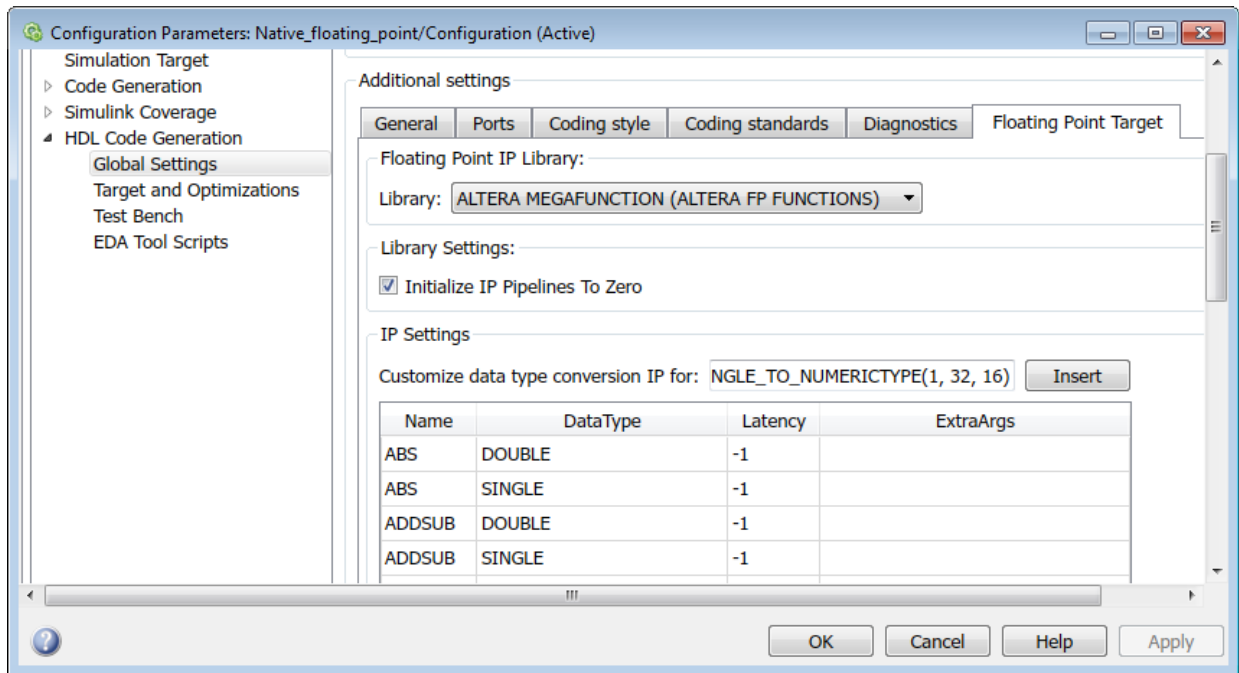 Configuration Parameters: Native_floating_point/Configuration (Active)
Simulation Target
Code Generation
Simulink Coverage
HDL Code Generation
Global Settings
Target and Optimizations
Test Bench
EDA Tool Scripts
Additional settings
General Ports Coding style Coding standards Diagnostics Floating Point Target
Floating Point IP Library:
Library: ALTERA MEGAFUNCTION (ALTERA FP FUNCTIONS)
Library Settings:
Initialize IP Pipelines To Zero
IP Settings
Customize data type conversion IP for: NGLE_TO_NUMERICTYPE(1, 32, 16) Insert
Name DataType Latency ExtraArgs
ABS DOUBLE -1
ABS SINGLE -1
ADDSUB DOUBLE -1
ADDSUB SINGLE -1
OK Cancel Help Apply